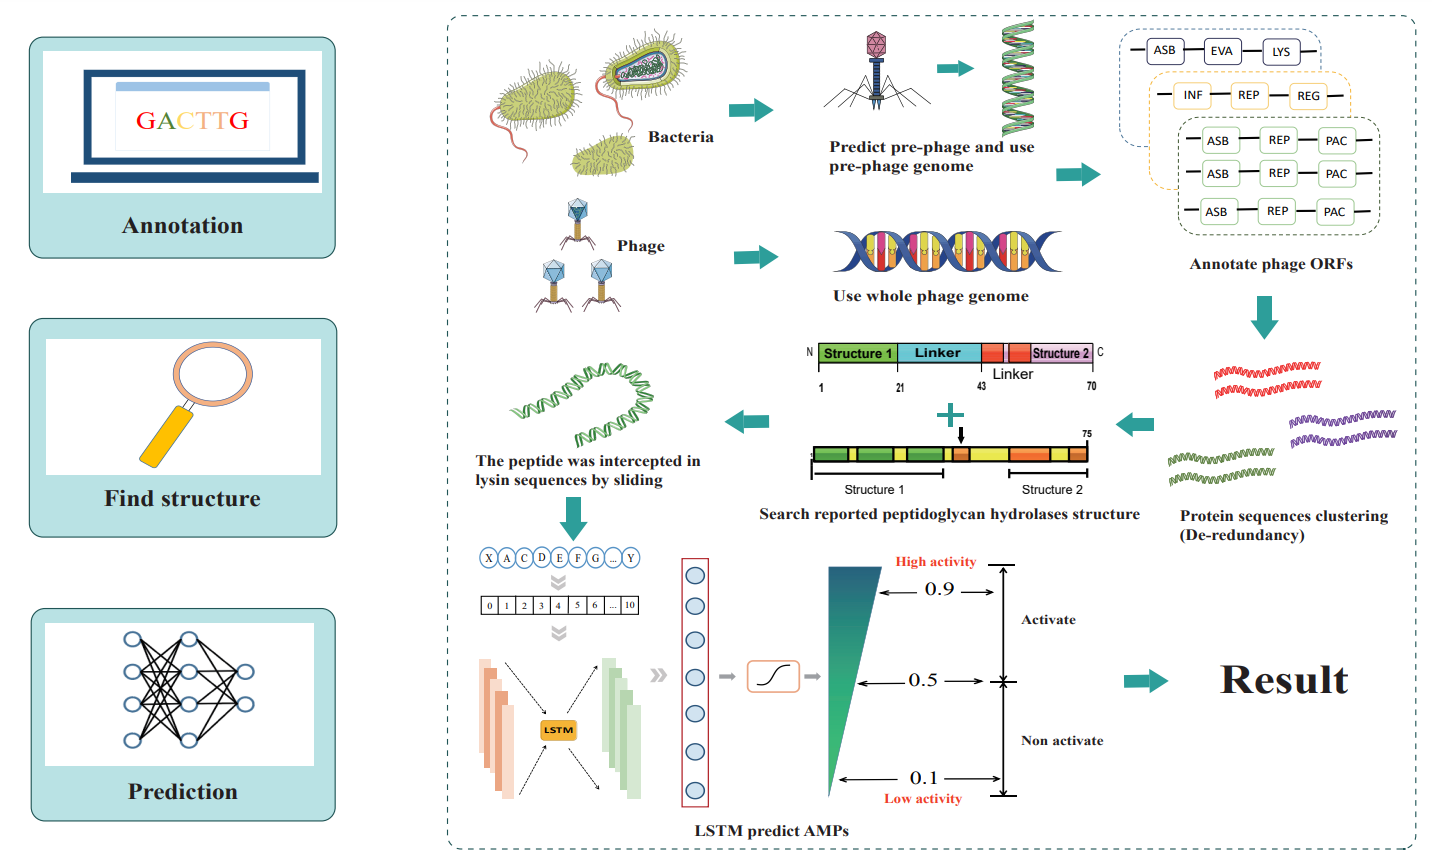 GACTTG
Annotation
Find structure
Prediction
Bacteria
Predict pre-phage and use
pre-phage genome
ASB EVA LYS
INF REP REG
ASB REP PAC
ASB REP PAC
ASB REP PAC
Annotate phage ORFs
Phage
Use whole phage genome
N Structure 1 Linker Structure 2 C
Linker
1 21 43 70
75
1
Structure 1 Structure 2
Search reported peptidoglycan hydrolases structure
Protein sequences clustering
(De-redundancy)
The peptide was intercepted in
lysin sequences by sliding
X A C D E F G ... Y
0 1 2 3 4 5 6 ... 10
LSTM
High activity
0.9
Activate
0.5
Non activate
0.1
Low activity
LSTM predict AMPs
Result